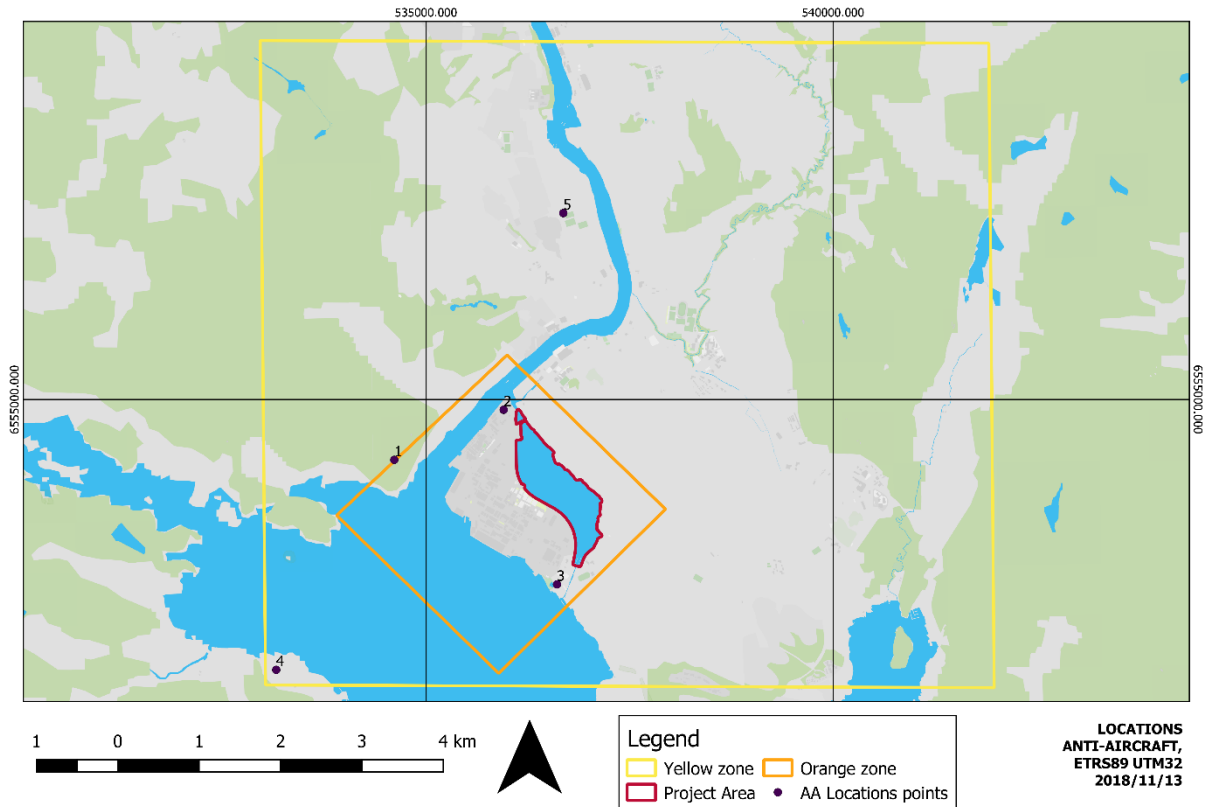 535000.000 540000.000
5
6555000.000 6555000.000
2
1
3
4
1 0 1 2 3 4 km
Legend
Yellow zone Orange zone
Project Area AA Locations points
LOCATIONS
ANTI-AIRCRAFT,
ETRS89 UTM32
2018/11/13